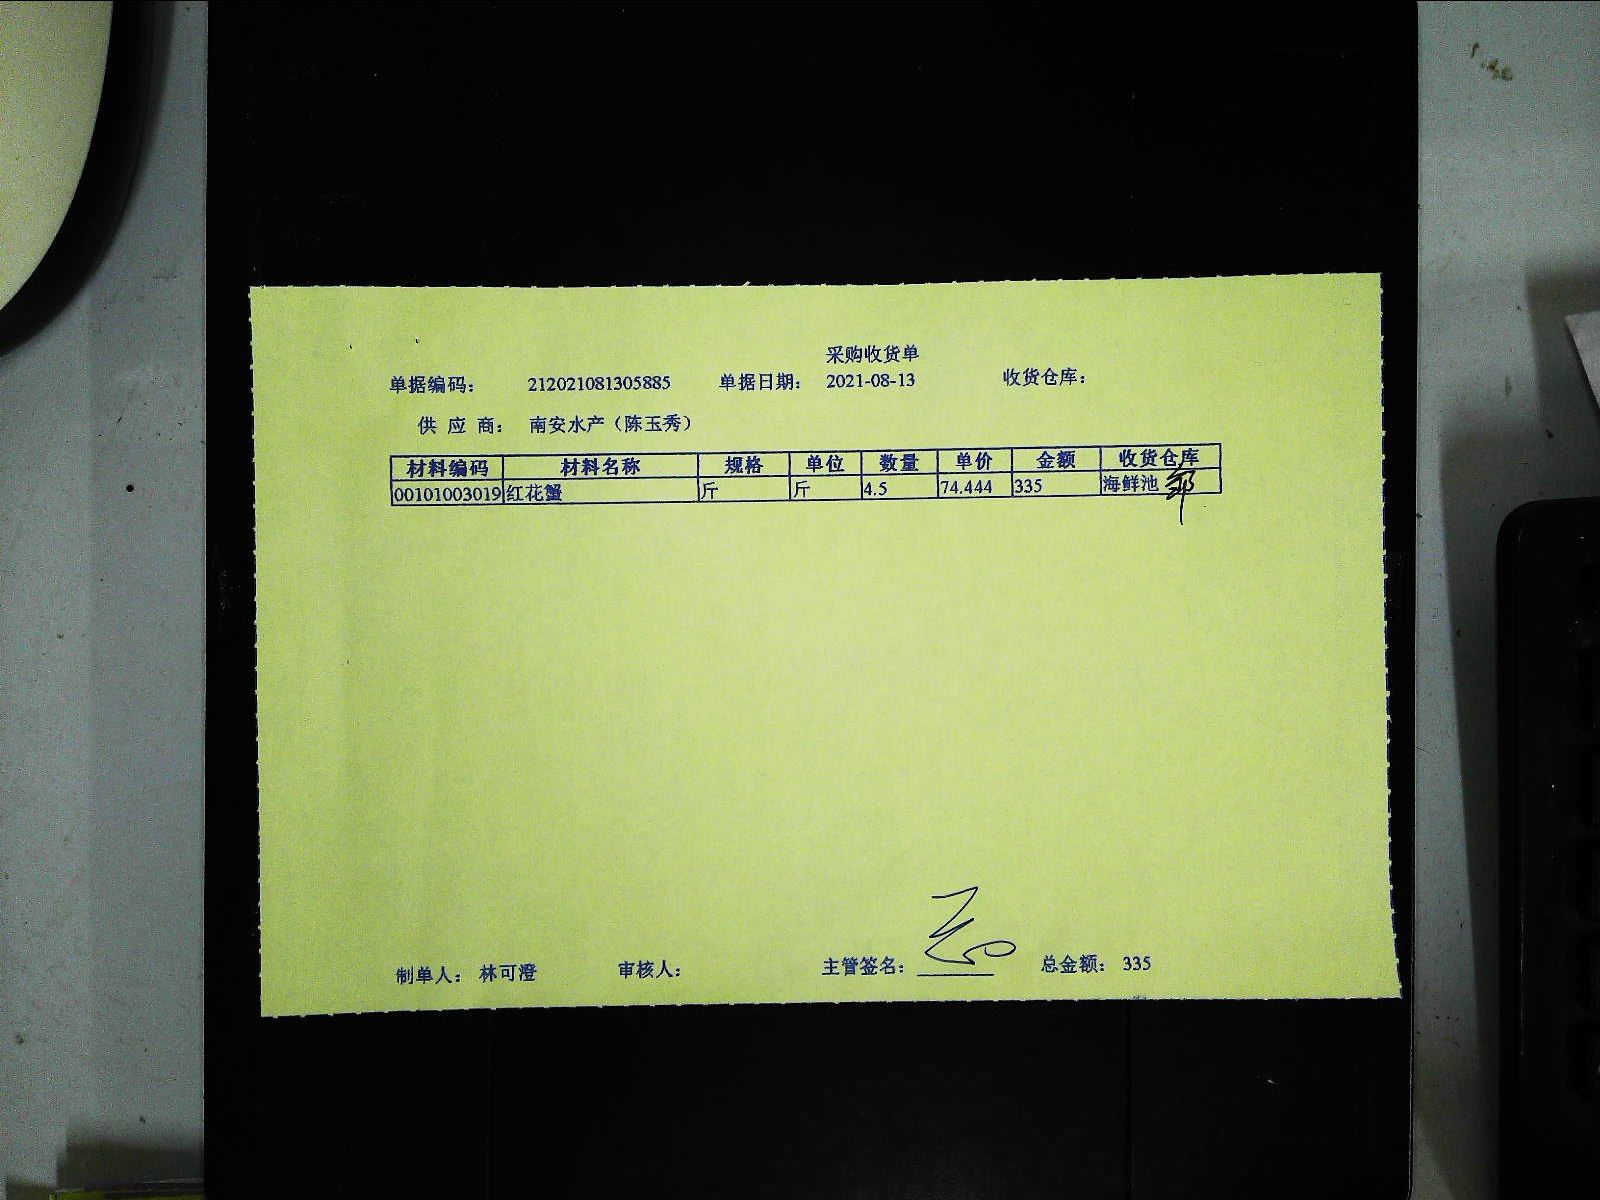 采购收货单
单据编码： 212021081305885 单据日期： 2021-08-13 收货仓库：
供 应 商： 南安水产（陈玉秀）
材料编码 材料名称 规格 单位 数量 单价 金额 收货仓库
00101003019 红花蟹 斤 斤 4.5 74.444 335 海鲜池
制单人： 林可澄 审核人： 主管签名： 总金额： 335